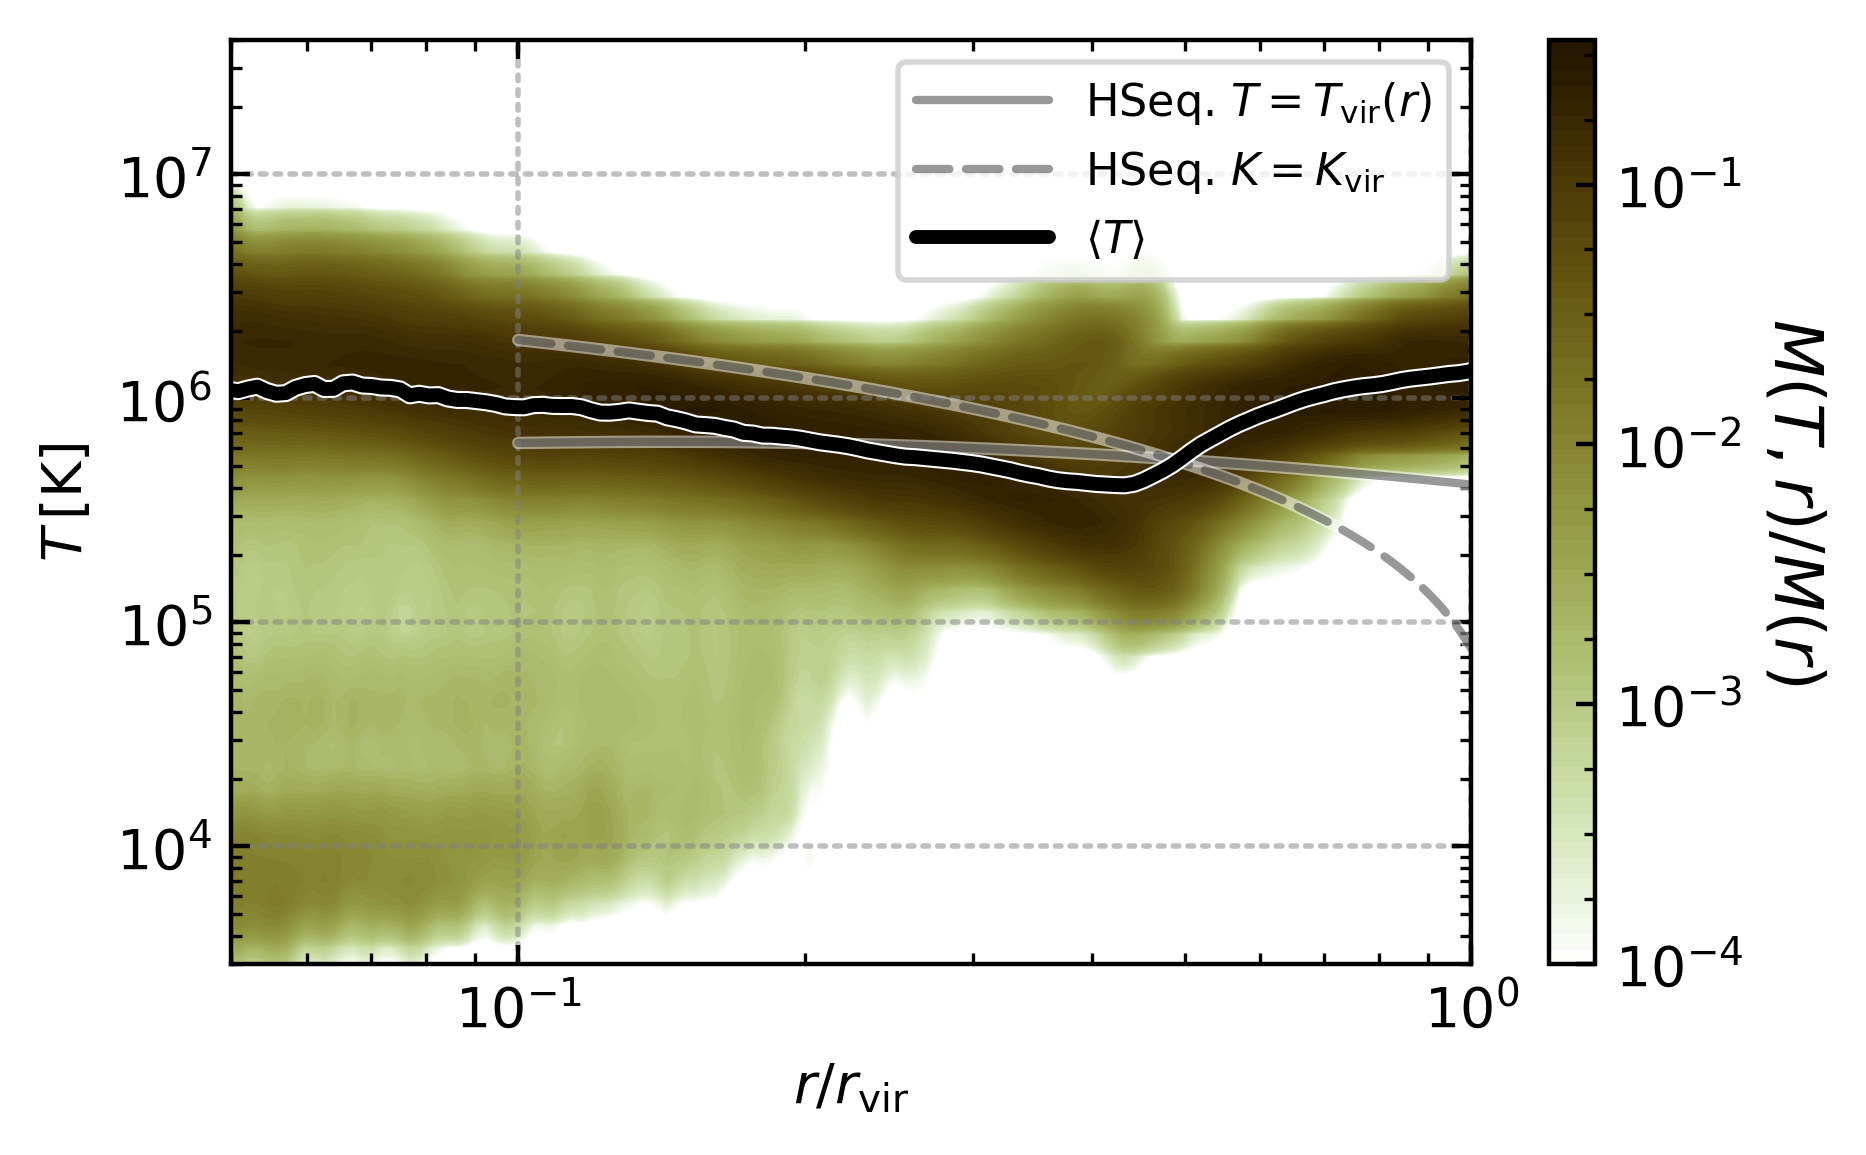 HSeq. T = T_vir(r)
HSeq. K = K_vir
⟨T⟩
10^7
10^6
10^5
10^4
T [K]
10^-1
10^0
r/r_vir
10^-1
10^-2
10^-3
10^-4
M(T, r)/M(r)